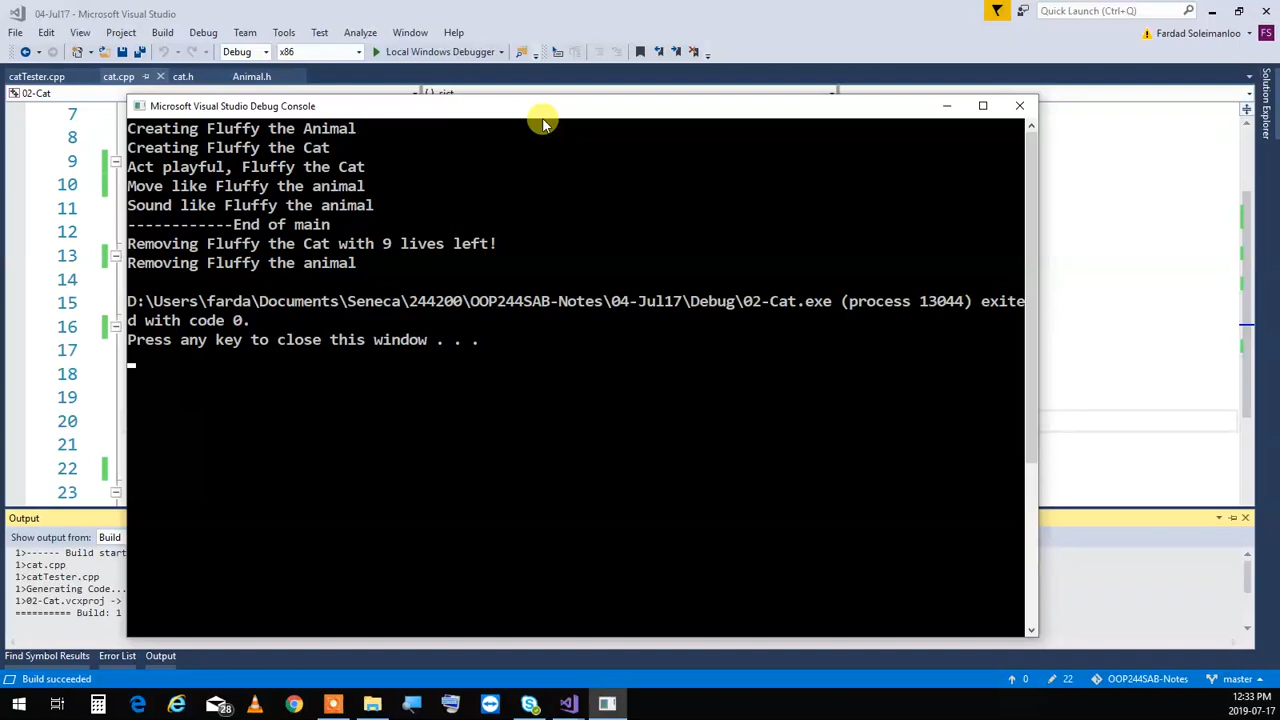 04-Jul17 - Microsoft Visual Studio
Quick Launch (Ctrl+Q)
File Edit View Project Build Debug Team Tools Test Analyze Window Help
Fardad Soleimanloo
FS
Debug x86 Local Windows Debugger
catTester.cpp cat.cpp cat.h Animal.h
Solution Explorer
02-Cat
Microsoft Visual Studio Debug Console
7
8
9
10
11
12
13
14
15
16
17
18
19
20
21
22
23
Creating Fluffy the Animal
Creating Fluffy the Cat
Act playful, Fluffy the Cat
Move like Fluffy the animal
Sound like Fluffy the animal
------------End of main
Removing Fluffy the Cat with 9 lives left!
Removing Fluffy the animal
D:\Users\farda\Documents\Seneca\244200\OOP244SAB-Notes\04-Jul17\Debug\02-Cat.exe (process 13044) exite
d with code 0.
Press any key to close this window . . .
Output
Show output from: Build
1>------ Build start
1>cat.cpp
1>catTester.cpp
1>Generating Code...
1>02-Cat.vcxproj ->
========== Build: 1
Find Symbol Results Error List Output
Build succeeded
0 22 OOP244SAB-Notes master
28
12:33 PM
2019-07-17